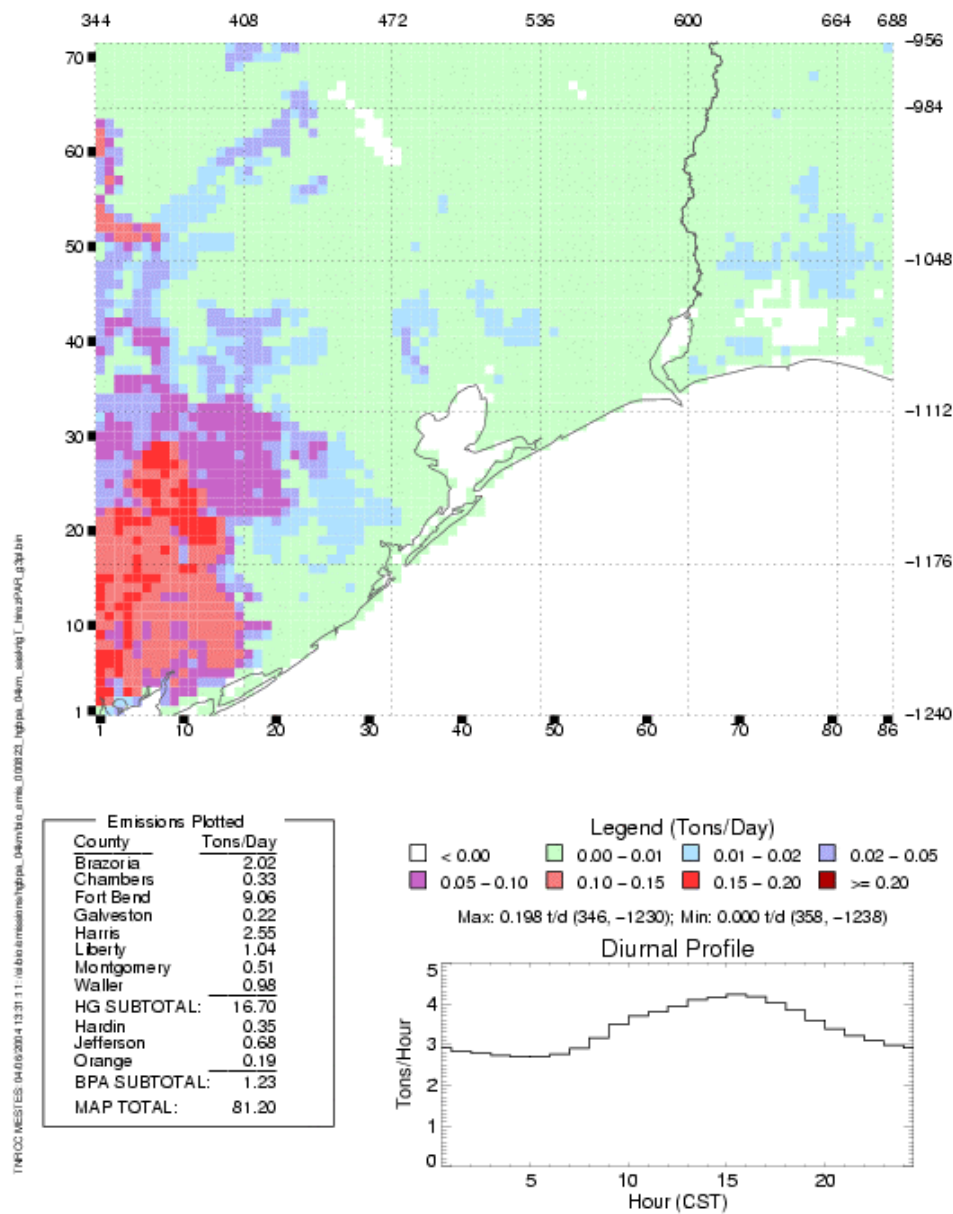 344 408 472 536 600 664 688
70
60
50
40
30
20
10
1
-956
-984
-1048
-1112
-1176
-1240
1 10 20 30 40 50 60 70 80 86
Emissions Plotted
County Tons/Day
Brazoria 2.02
Chambers 0.33
Fort Bend 9.06
Galveston 0.22
Harris 2.55
Liberty 1.04
Montgomery 0.51
Waller 0.98
HG SUBTOTAL: 16.70
Hardin 0.35
Jefferson 0.68
Orange 0.19
BPA SUBTOTAL: 1.23
MAP TOTAL: 81.20
Legend (Tons/Day)
< 0.00 0.00 - 0.01 0.01 - 0.02 0.02 - 0.05
0.05 - 0.10 0.10 - 0.15 0.15 - 0.20 >= 0.20
Max: 0.198 t/d (346, -1230); Min: 0.000 t/d (358, -1238)
Diurnal Profile
Tons/Hour
5
4
3
2
1
0
5 10 15 20
Hour (CST)